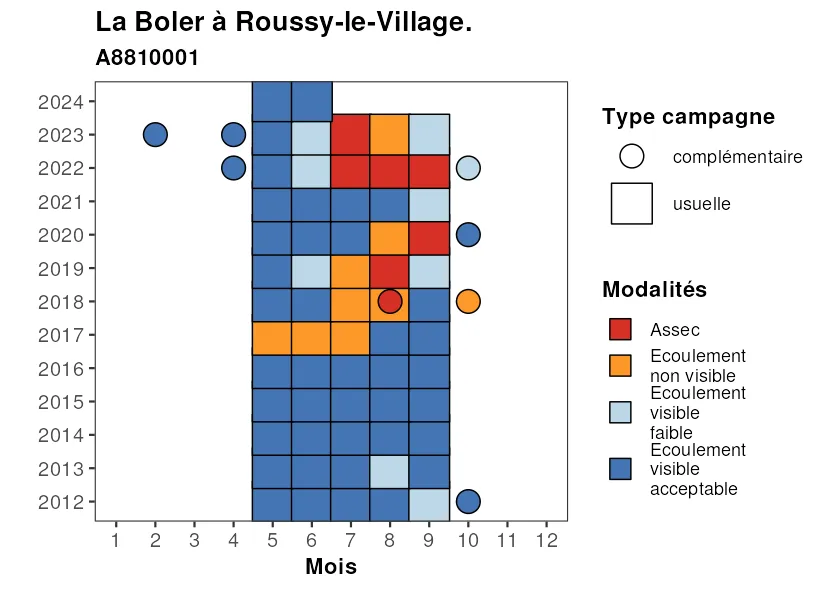 La Boler à Roussy-le-Village.
A8810001
2024
2023
2022
2021
2020
2019
2018
2017
2016
2015
2014
2013
2012
1 2 3 4 5 6 7 8 9 10 11 12
Mois
Type campagne
complémentaire
usuelle
Modalités
Assec
Ecoulement
non visible
Ecoulement
visible
faible
Ecoulement
visible
acceptable